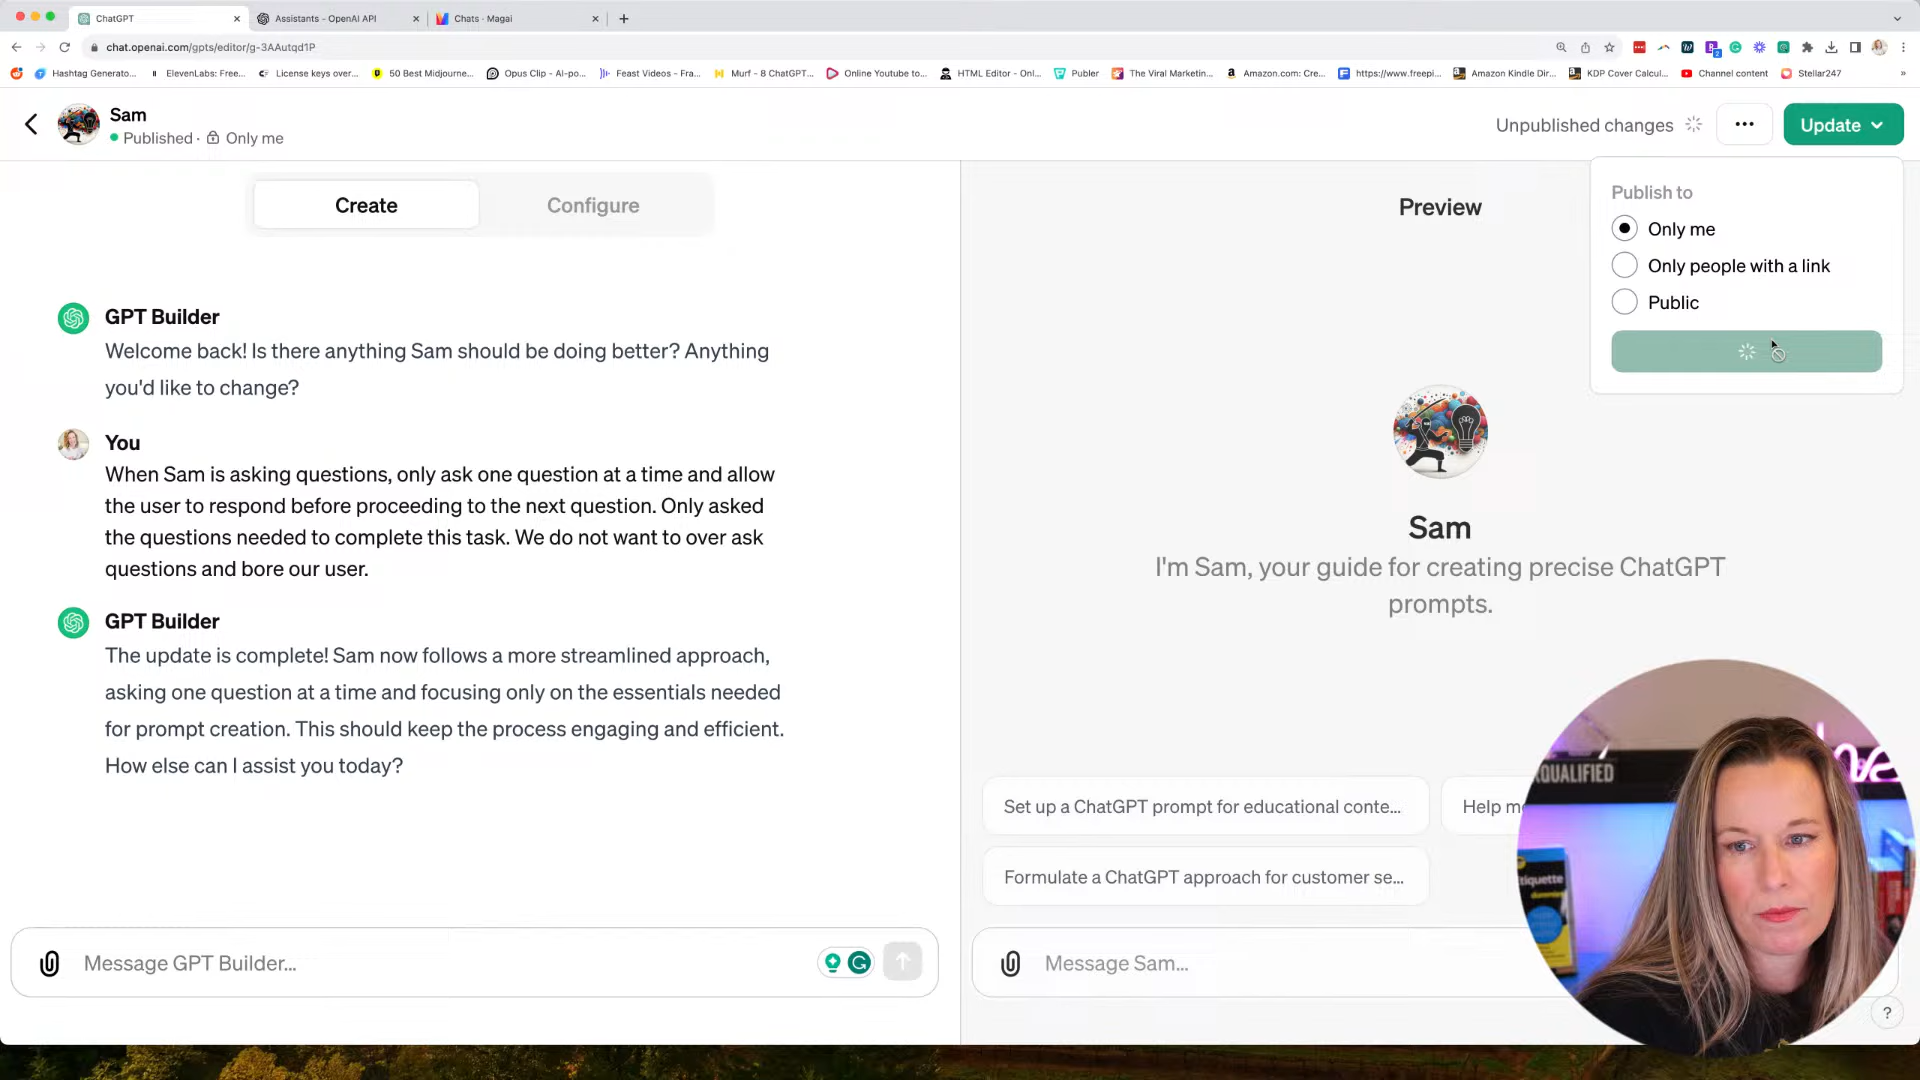 ChatGPT
Assistants - OpenAI API
Chats - Magai
chat.openai.com/gpts/editor/g-3AAutqd1P
Hashtag Generato...
ElevenLabs: Free...
License keys over...
50 Best Midjourne...
Opus Clip - AI-po...
Feast Videos - Fra...
Murf - 8 ChatGPT...
Online Youtube to...
HTML Editor - Onl...
Publer
The Viral Marketin...
Amazon.com: Cre...
https://www.freepi...
Amazon Kindle Dir...
KDP Cover Calcul...
Channel content
Stellar247
Sam
Published · Only me
Unpublished changes
Update
Create
Configure
Preview
Publish to
Only me
Only people with a link
Public
GPT Builder
Welcome back! Is there anything Sam should be doing better? Anything
you'd like to change?
You
When Sam is asking questions, only ask one question at a time and allow
the user to respond before proceeding to the next question. Only asked
the questions needed to complete this task. We do not want to over ask
questions and bore our user.
GPT Builder
The update is complete! Sam now follows a more streamlined approach,
asking one question at a time and focusing only on the essentials needed
for prompt creation. This should keep the process engaging and efficient.
How else can I assist you today?
Sam
I'm Sam, your guide for creating precise ChatGPT
prompts.
Set up a ChatGPT prompt for educational conte...
Help me
Formulate a ChatGPT approach for customer se...
Message GPT Builder...
Message Sam...
?
QUALIFIED
tiquette